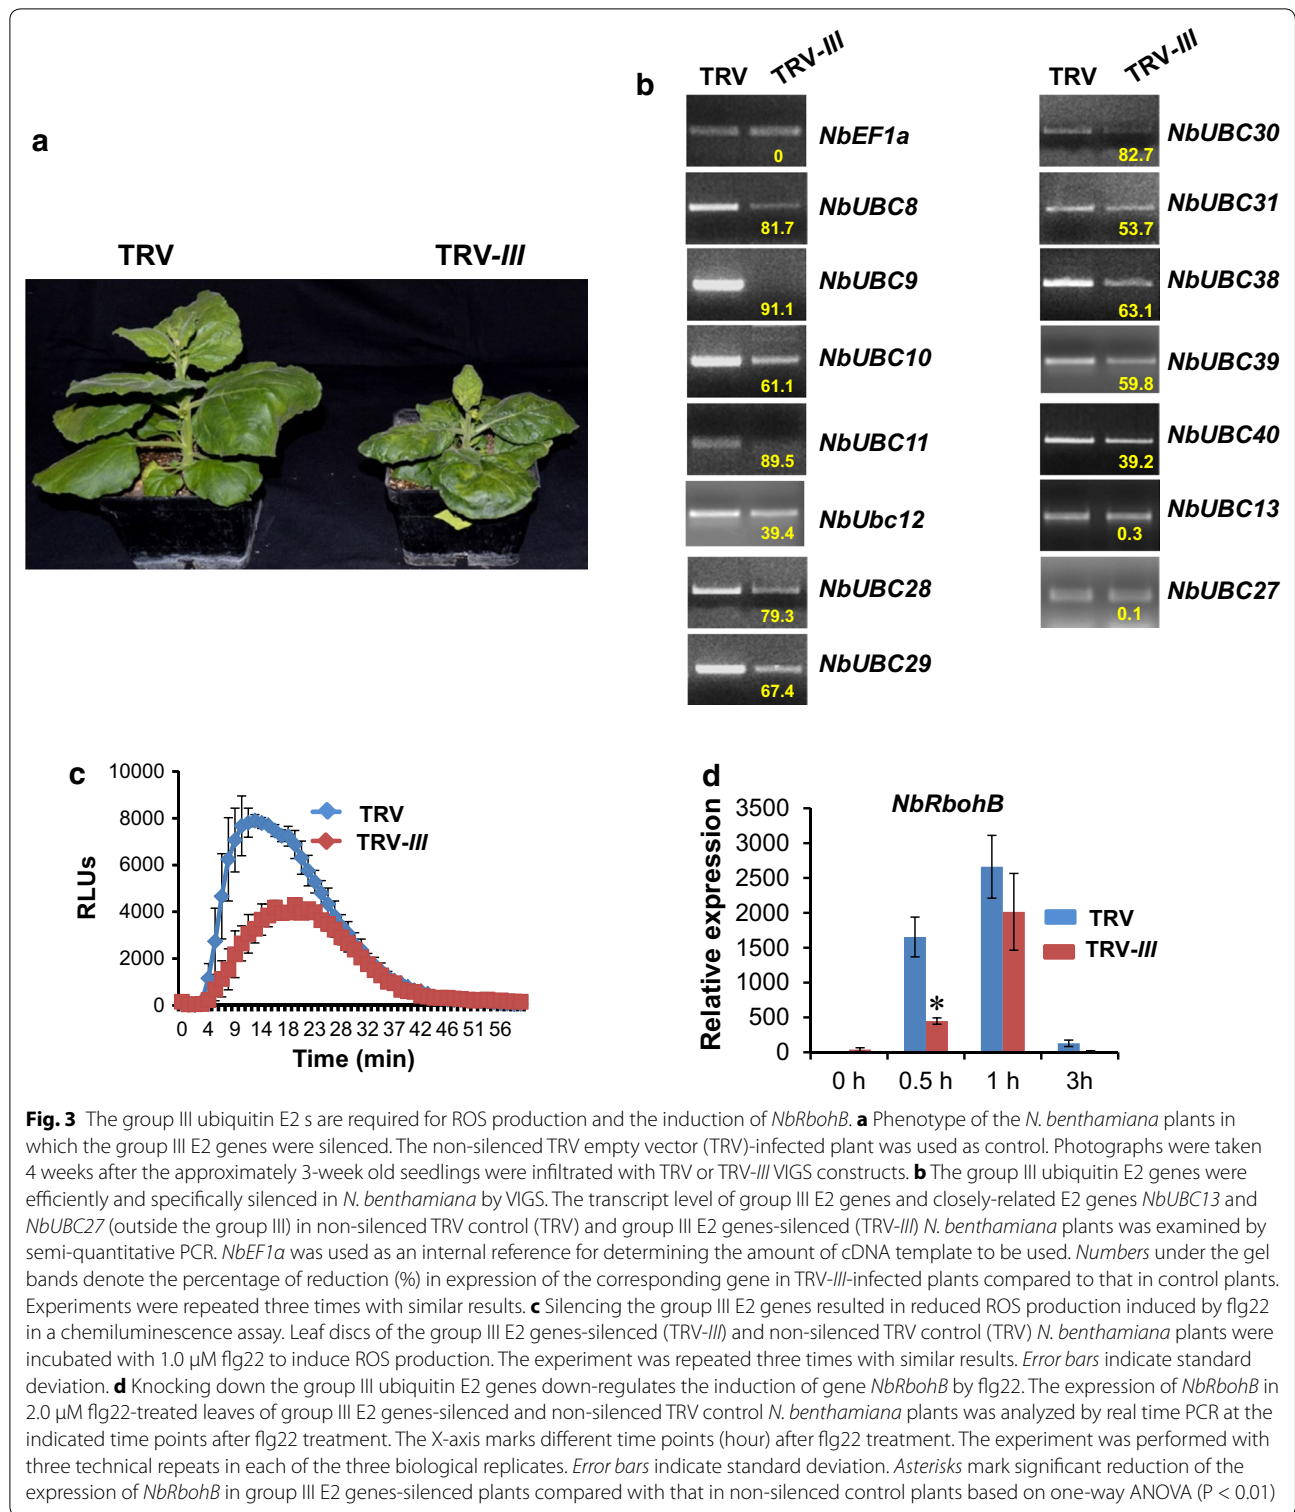 a
TRV TRV-III
b
TRV TRV-III
NbEF1a
0
NbUBC8
81.7
NbUBC9
91.1
NbUBC10
61.1
NbUBC11
89.5
NbUbc12
39.4
NbUBC28
79.3
NbUBC29
67.4
TRV TRV-III
NbUBC30
82.7
NbUBC31
53.7
NbUBC38
63.1
NbUBC39
59.8
NbUBC40
39.2
NbUBC13
0.3
NbUBC27
0.1
c
10000
8000
6000
4000
2000
0
RLUs
TRV
TRV-III
0 4 9 14 18 23 28 32 37 42 46 51 56
Time (min)
d
NbRbohB
3500
3000
2500
2000
1500
1000
500
0
Relative expression
*
TRV
TRV-III
0 h 0.5 h 1 h 3h
Fig. 3 The group III ubiquitin E2 s are required for ROS production and the induction of NbRbohB. a Phenotype of the N. benthamiana plants in
which the group III E2 genes were silenced. The non-silenced TRV empty vector (TRV)-infected plant was used as control. Photographs were taken
4 weeks after the approximately 3-week old seedlings were infiltrated with TRV or TRV-III VIGS constructs. b The group III ubiquitin E2 genes were
efficiently and specifically silenced in N. benthamiana by VIGS. The transcript level of group III E2 genes and closely-related E2 genes NbUBC13 and
NbUBC27 (outside the group III) in non-silenced TRV control (TRV) and group III E2 genes-silenced (TRV-III) N. benthamiana plants was examined by
semi-quantitative PCR. NbEF1a was used as an internal reference for determining the amount of cDNA template to be used. Numbers under the gel
bands denote the percentage of reduction (%) in expression of the corresponding gene in TRV-III-infected plants compared to that in control plants.
Experiments were repeated three times with similar results. c Silencing the group III E2 genes resulted in reduced ROS production induced by flg22
in a chemiluminescence assay. Leaf discs of the group III E2 genes-silenced (TRV-III) and non-silenced TRV control (TRV) N. benthamiana plants were
incubated with 1.0 µM flg22 to induce ROS production. The experiment was repeated three times with similar results. Error bars indicate standard
deviation. d Knocking down the group III ubiquitin E2 genes down-regulates the induction of gene NbRbohB by flg22. The expression of NbRbohB in
2.0 µM flg22-treated leaves of group III E2 genes-silenced and non-silenced TRV control N. benthamiana plants was analyzed by real time PCR at the
indicated time points after flg22 treatment. The X-axis marks different time points (hour) after flg22 treatment. The experiment was performed with
three technical repeats in each of the three biological replicates. Error bars indicate standard deviation. Asterisks mark significant reduction of the
expression of NbRbohB in group III E2 genes-silenced plants compared with that in non-silenced control plants based on one-way ANOVA (P < 0.01)